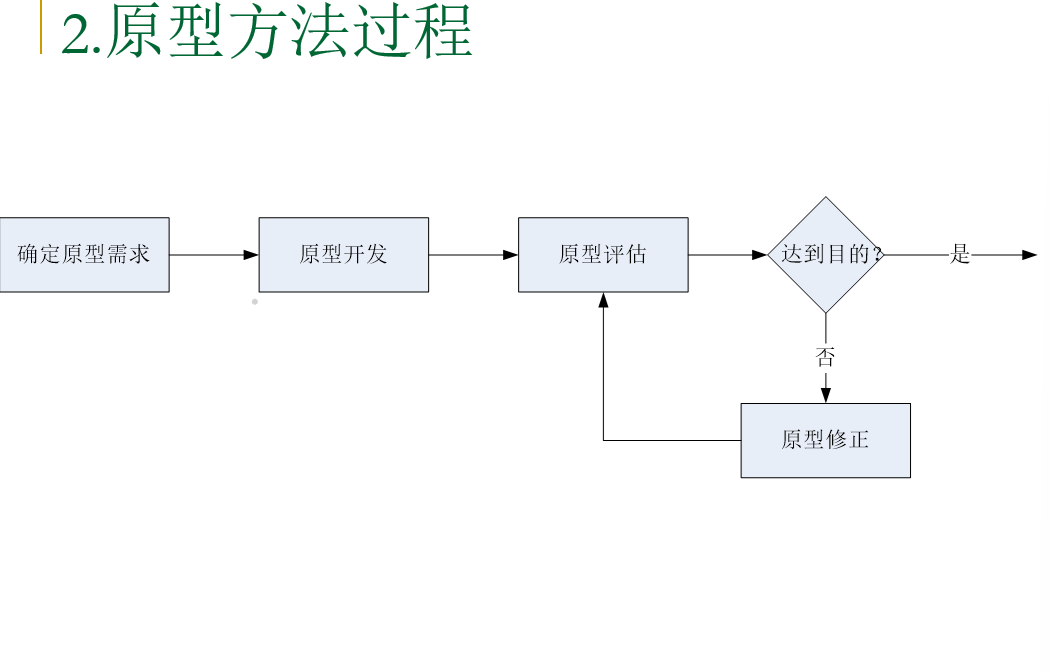 2.原型方法过程
确定原型需求
原型开发
原型评估
达到目的?
是
否
原型修正